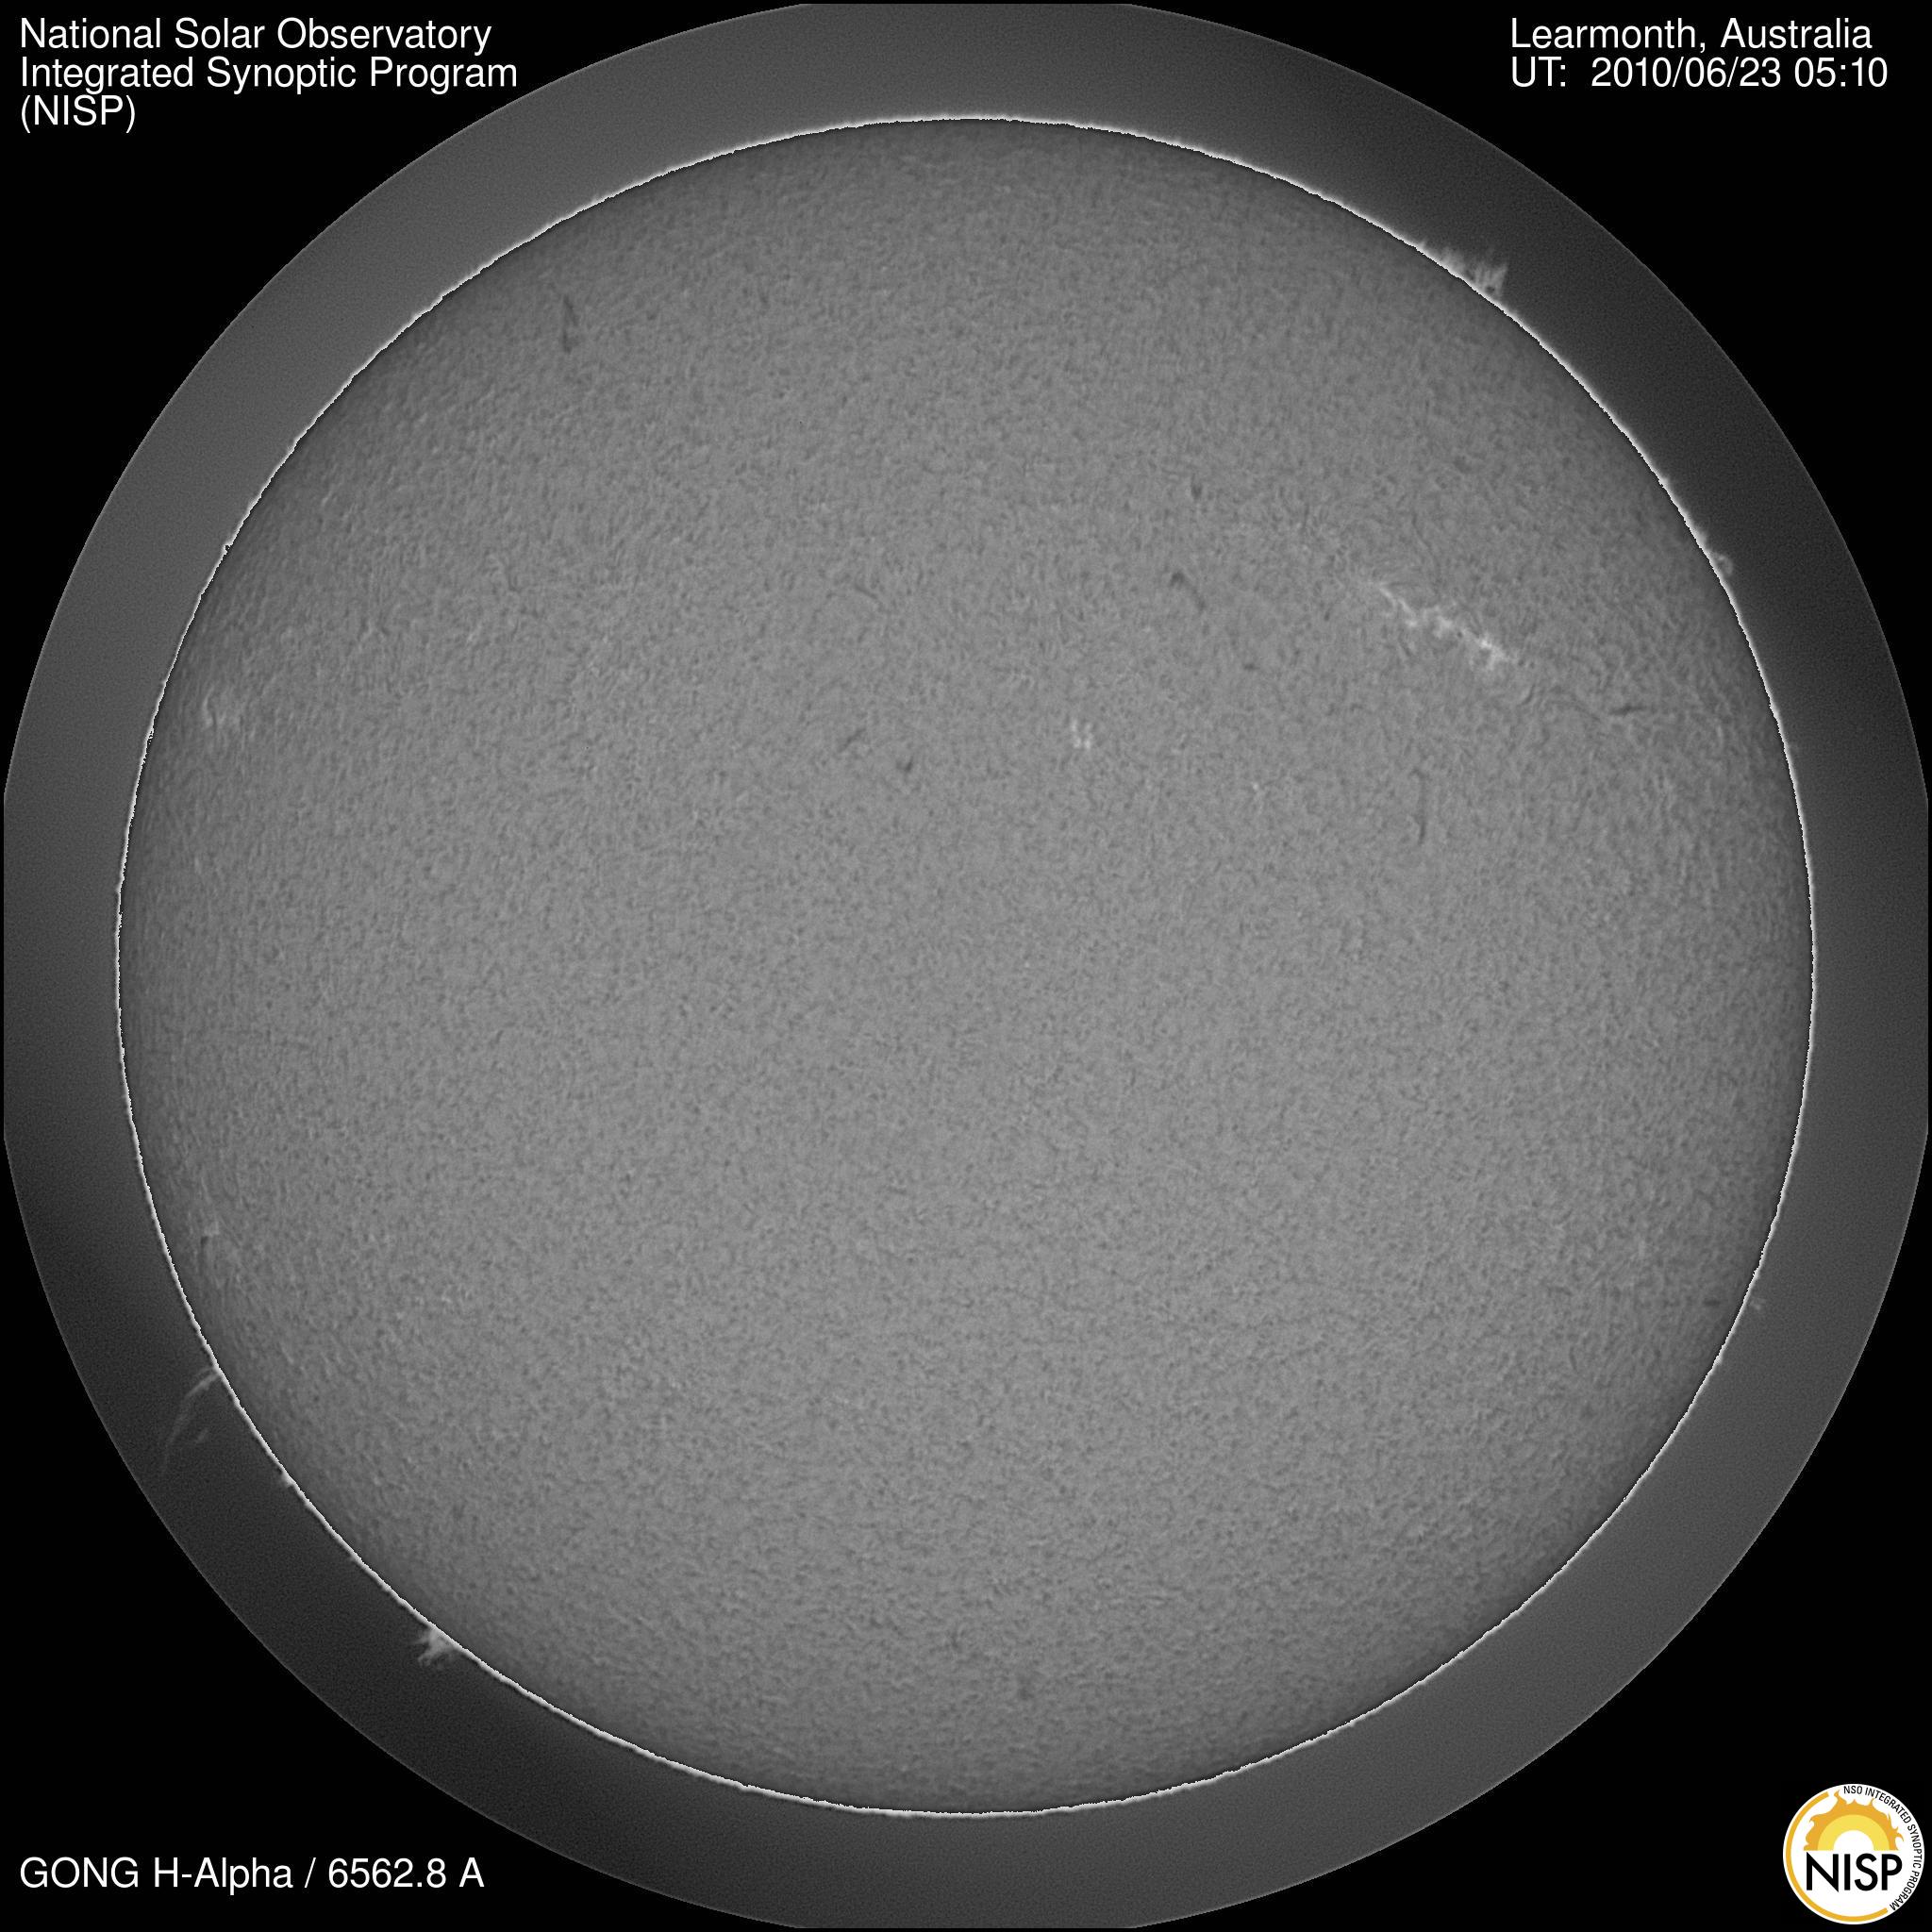 National Solar Observatory
Integrated Synoptic Program
(NISP)
Learmonth, Australia
UT: 2010/06/23 05:10
GONG H-Alpha / 6562.8 A
NSO INTEGRATED SYNOPTIC PROGRAM
NISP